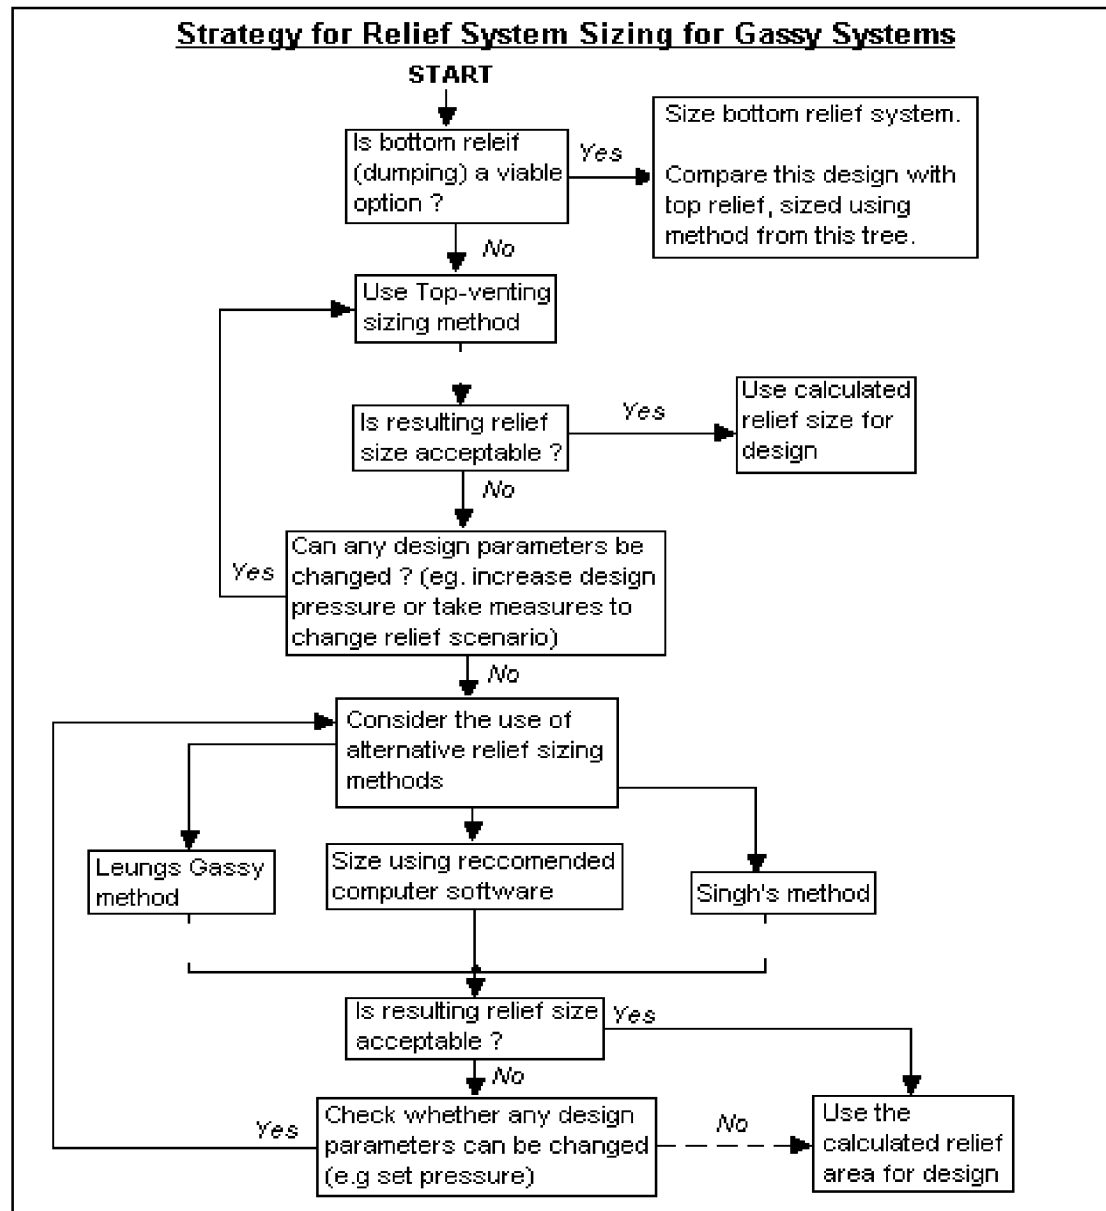 Strategy for Relief System Sizing for Gassy Systems
START
Is bottom releif
(dumping) a viable
option ?
Yes
Size bottom relief system.
Compare this design with
top relief, sized using
method from this tree.
No
Use Top-venting
sizing method
Is resulting relief
size acceptable ?
Yes
Use calculated
relief size for
design
No
Can any design parameters be
changed ? (eg. increase design
pressure or take measures to
change relief scenario)
Yes
No
Consider the use of
alternative relief sizing
methods
Leungs Gassy
method
Size using reccomended
computer software
Singh's method
Is resulting relief size
acceptable ?
Yes
No
Check whether any design
parameters can be changed
(e.g set pressure)
Yes
No
Use the
calculated relief
area for design